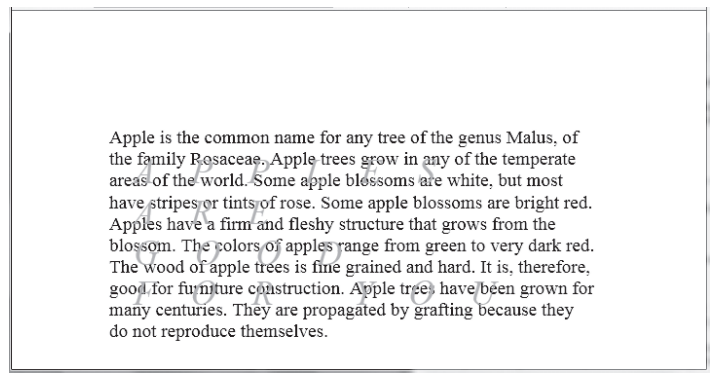 Apple is the common name for any tree of the genus Malus, of
the family Rosaceae. Apple trees grow in any of the temperate
areas of the world. Some apple blossoms are white, but most
have stripes or tints of rose. Some apple blossoms are bright red.
Apples have a firm and fleshy structure that grows from the
blossom. The colors of apples range from green to very dark red.
The wood of apple trees is fine grained and hard. It is, therefore,
good for furniture construction. Apple trees have been grown for
many centuries. They are propagated by grafting because they
do not reproduce themselves.
A P P L E S
A R E
G O O D
F O R Y O U